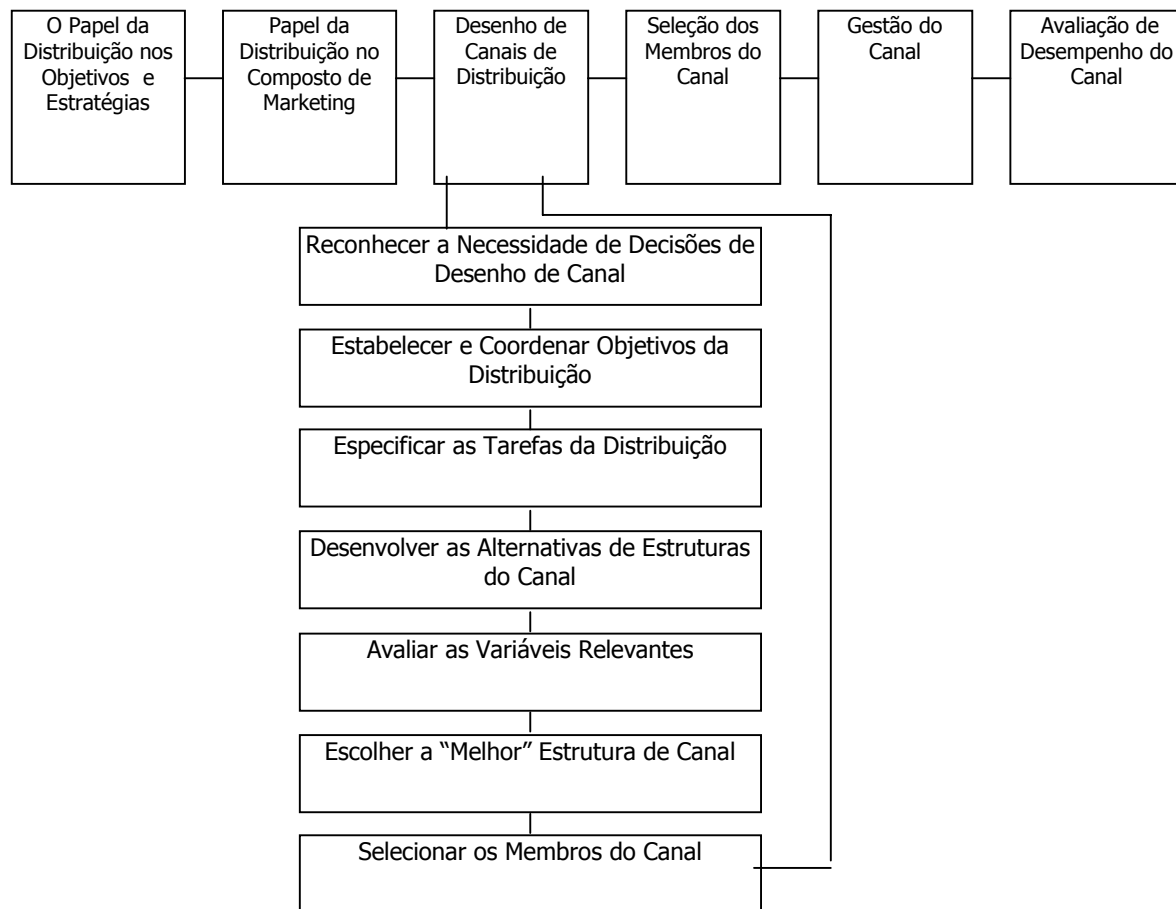 O Papel da
Distribuição nos
Objetivos e
Estratégias
Papel da
Distribuição no
Composto de
Marketing
Desenho de
Canais de
Distribuição
Seleção dos
Membros do
Canal
Gestão do
Canal
Avaliação de
Desempenho do
Canal
Reconhecer a Necessidade de Decisões de
Desenho de Canal
Estabelecer e Coordenar Objetivos da
Distribuição
Especificar as Tarefas da Distribuição
Desenvolver as Alternativas de Estruturas
do Canal
Avaliar as Variáveis Relevantes
Escolher a “Melhor” Estrutura de Canal
Selecionar os Membros do Canal